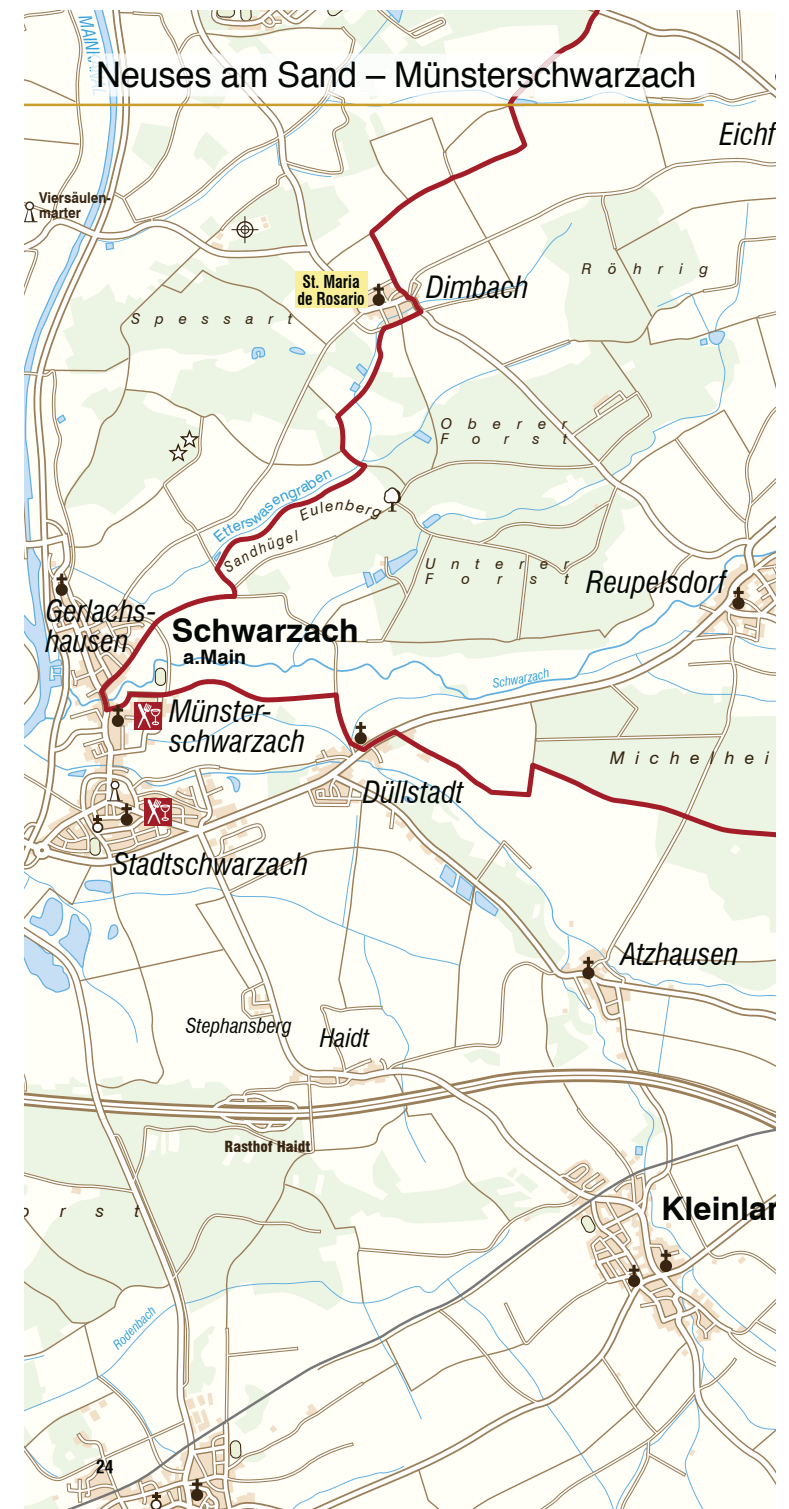 MAINKANAL
Neuses am Sand – Münsterschwarzach
Eichf
Viersäulen-
marter
St. Maria
de Rosario
Dimbach
Röhrig
Spessart
Oberer
Forst
Etterswasengraben
Eulenberg
Sandhügel
Unterer
Forst
Reupelsdorf
Gerlachs-
hausen
Schwarzach
a.Main
Schwarzach
Münster-
schwarzach
Michelhei
Düllstadt
Stadtschwarzach
Atzhausen
Stephansberg
Haidt
Rasthof Haidt
orst
Kleinlan
Rodenbach
24